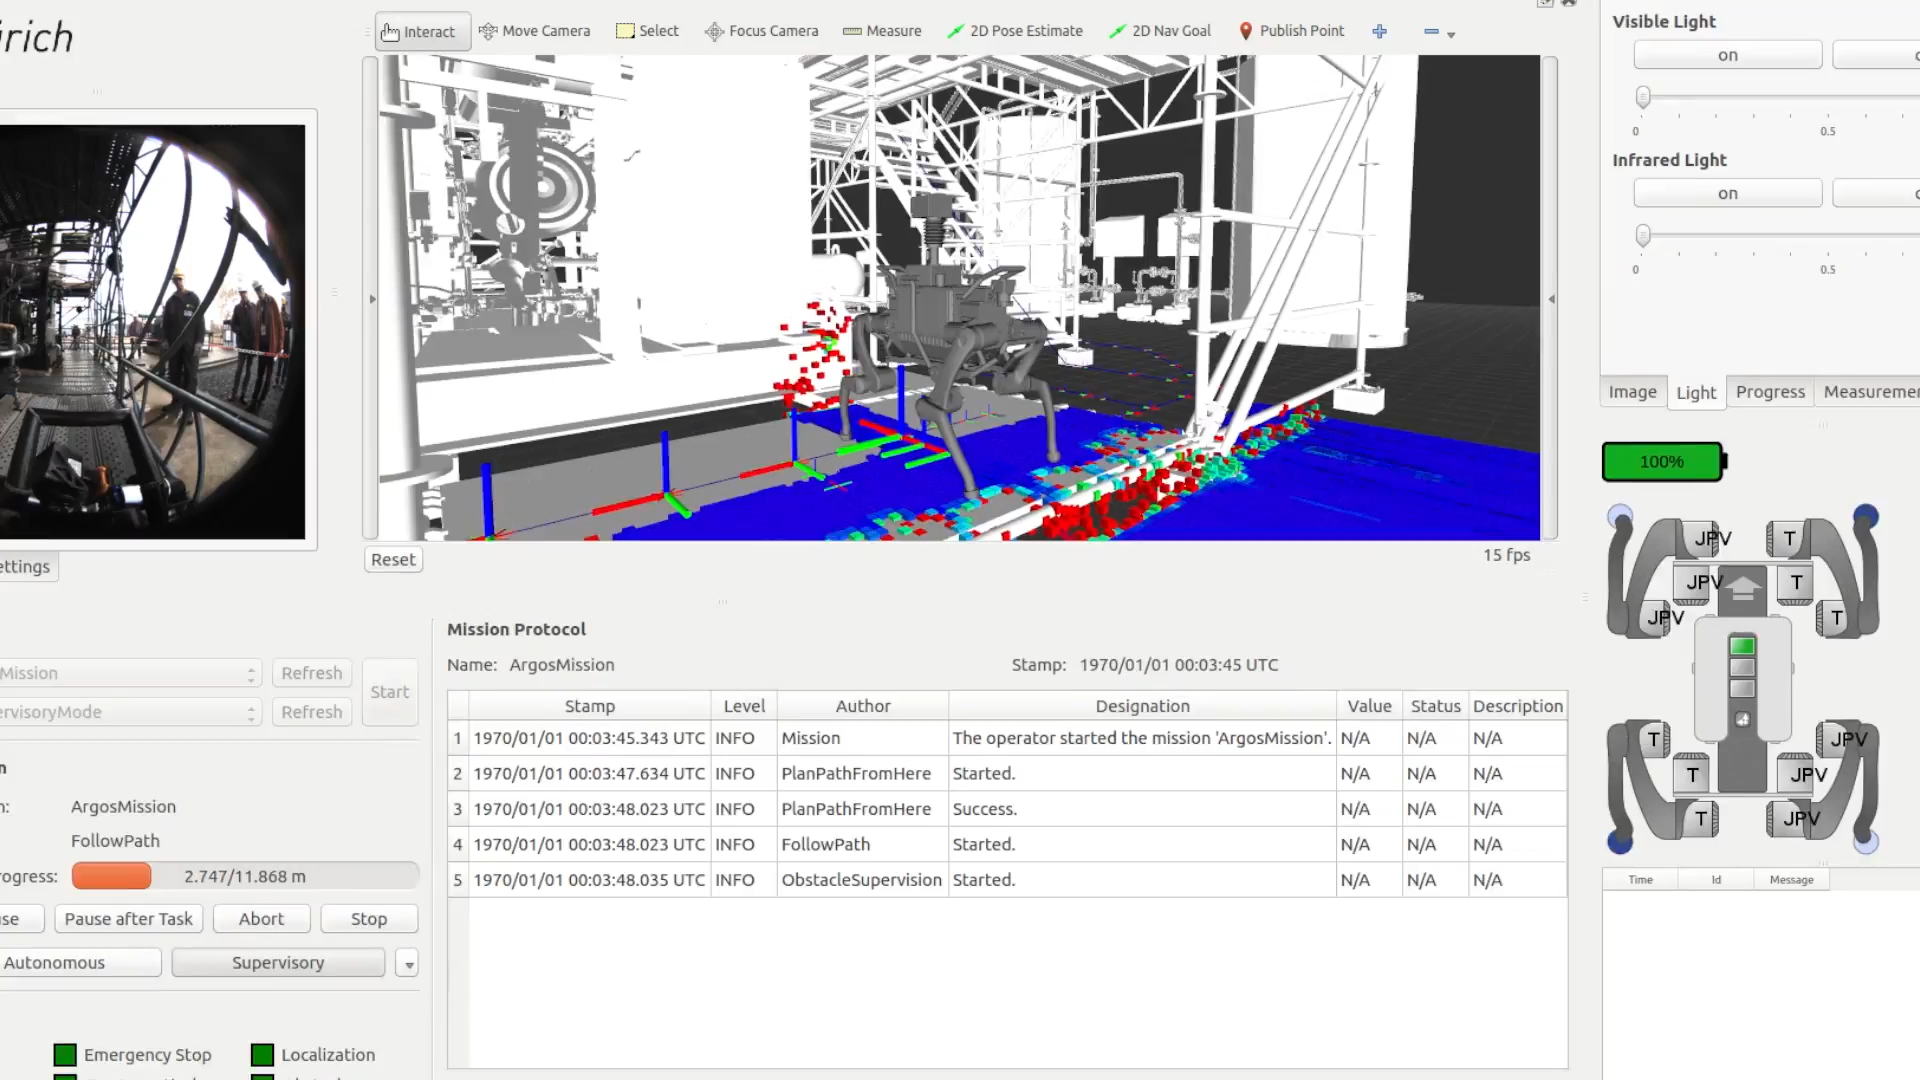 ürich
Interact Move Camera Select Focus Camera Measure 2D Pose Estimate 2D Nav Goal Publish Point
Visible Light
on
0 0.5
Infrared Light
on
0 0.5
Image Light Progress Measuremen
100%
ettings
Reset
15 fps
JPV T
JPV T
JPV T
T JPV
T JPV
T JPV
Mission Refresh
Start
ervisoryMode Refresh
n
n: ArgosMission
FollowPath
ogress: 2.747/11.868 m
use Pause after Task Abort Stop
Autonomous Supervisory
Emergency Stop Localization
Mission Protocol
Name: ArgosMission Stamp: 1970/01/01 00:03:45 UTC
Stamp Level Author Designation Value Status Description
1 1970/01/01 00:03:45.343 UTC INFO Mission The operator started the mission 'ArgosMission'. N/A N/A N/A
2 1970/01/01 00:03:47.634 UTC INFO PlanPathFromHere Started. N/A N/A N/A
3 1970/01/01 00:03:48.023 UTC INFO PlanPathFromHere Success. N/A N/A N/A
4 1970/01/01 00:03:48.023 UTC INFO FollowPath Started. N/A N/A N/A
5 1970/01/01 00:03:48.035 UTC INFO ObstacleSupervision Started. N/A N/A N/A
Time Id Message